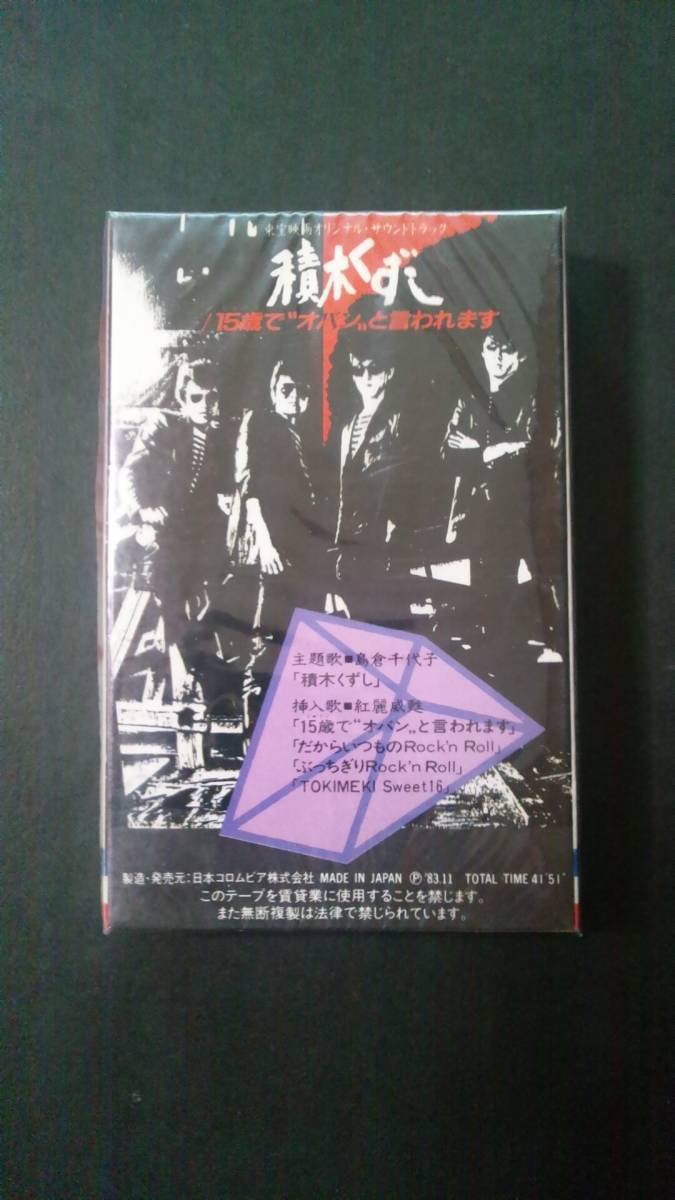 東宝映画オリジナル・サウンドトラック
積木くずし
/15歳で“オバン„と言われます
主題歌■島倉千代子
「積木くずし」
挿入歌■紅麗威甦
「15歳で“オバン„と言われます」
「だからいつものRock'n Roll」
「ぶっちぎりRock'n Roll」
「TOKIMEKI Sweet16」
製造・発売元:日本コロムビア株式会社 MADE IN JAPAN Ⓟ '83.11 TOTAL TIME 41'51"
このテープを賃貸業に使用することを禁じます。
また無断複製は法律で禁じられています。